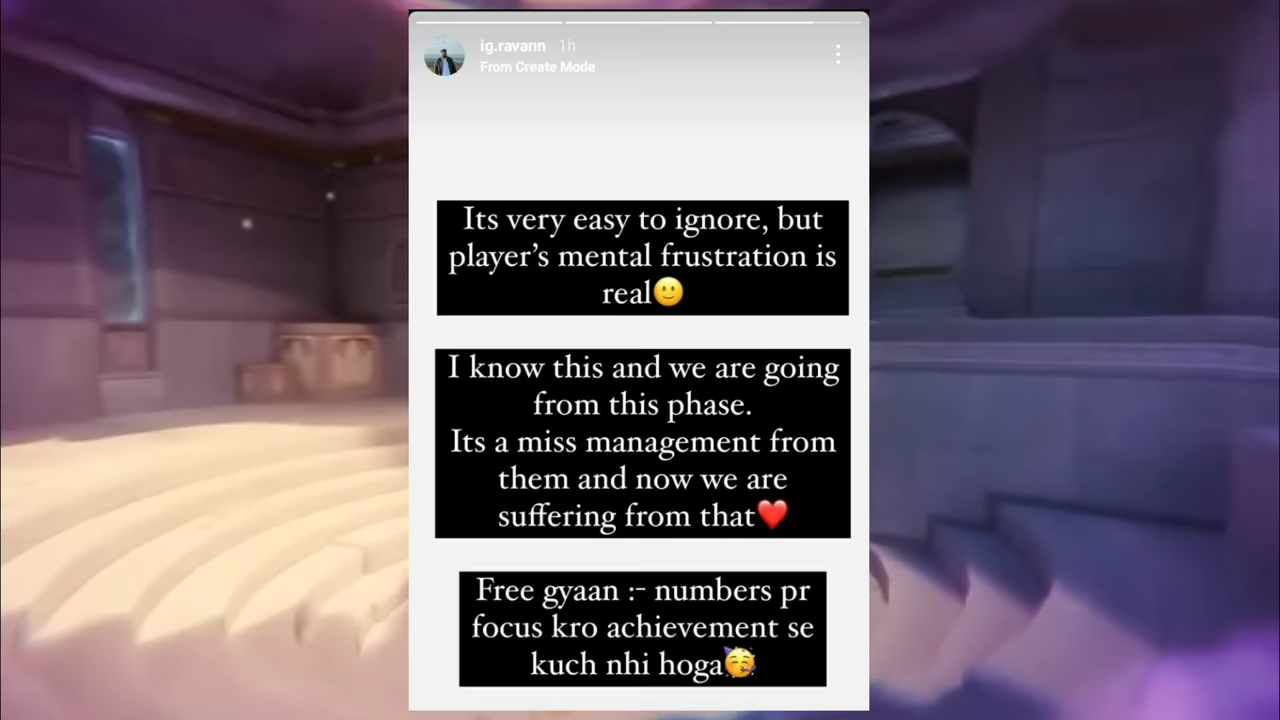 ig.ravann 1h
From Create Mode
Its very easy to ignore, but
player’s mental frustration is
real🙂
I know this and we are going
from this phase.
Its a miss management from
them and now we are
suffering from that❤️
Free gyaan :- numbers pr
focus kro achievement se
kuch nhi hoga🥳